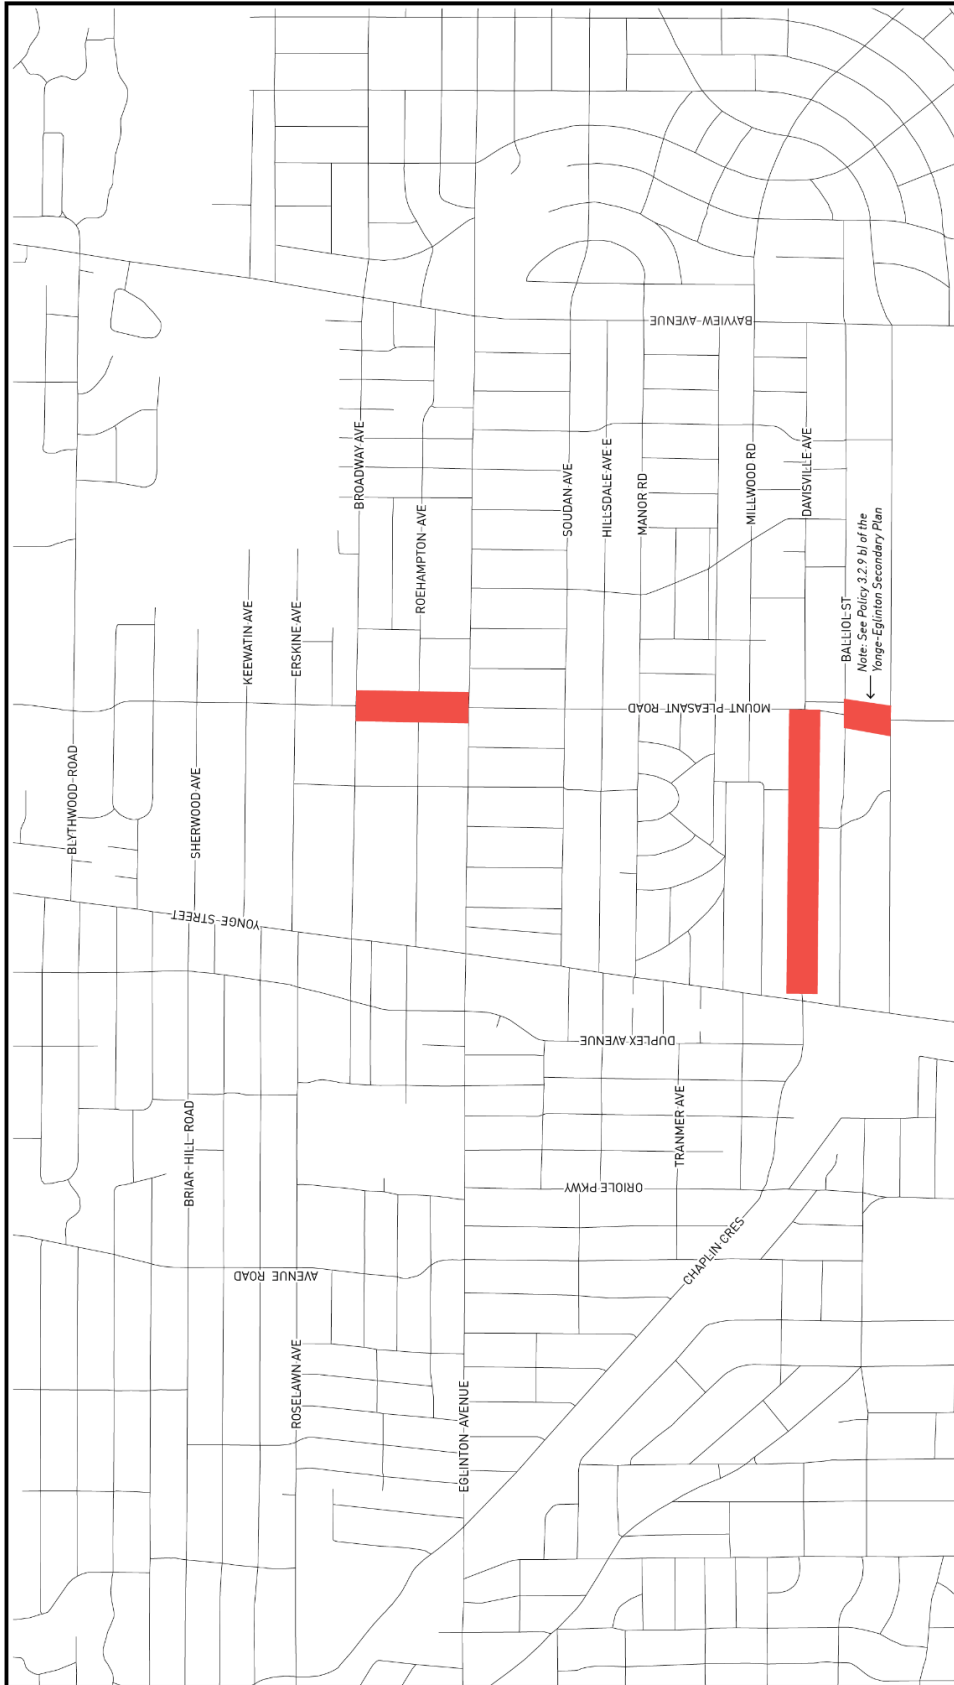 BAYVIEW AVENUE
BROADWAY AVE
ROEHAMPTON AVE
SOUDAN AVE
HILLSDALE AVE E
MANOR RD
MILLWOOD RD
DAVISVILLE AVE
BALLIOL ST
Note: See Policy 3.2.9 b) of the
Yonge-Eglinton Secondary Plan
KEEWATIN AVE
ERSKINE AVE
MOUNT PLEASANT ROAD
BLYTHWOOD ROAD
SHERWOOD AVE
YONGE STREET
DUPLEX AVENUE
TRANMER AVE
BRIAR HILL ROAD
ORIOLE PKWY
CHAPLIN CRES
AVENUE ROAD
ROSELAWN AVE
EGLINTON AVENUE